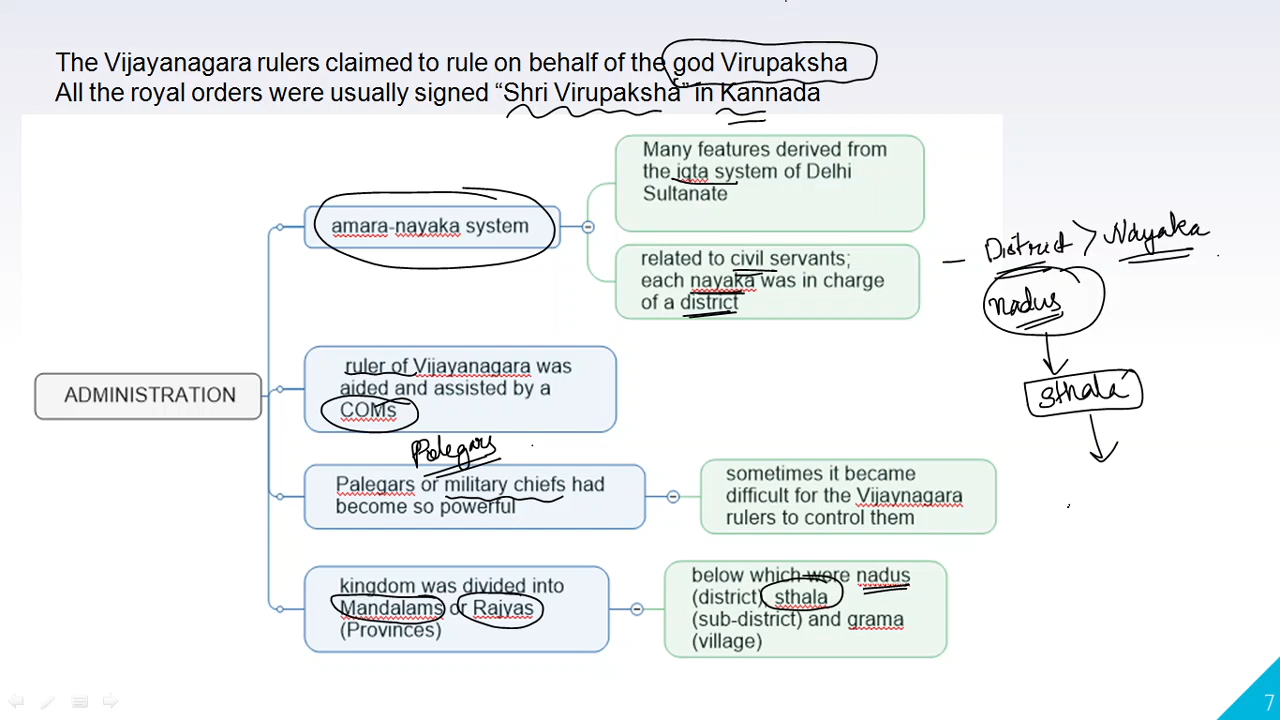 The Vijayanagara rulers claimed to rule on behalf of the god Virupaksha
All the royal orders were usually signed “Shri Virupaksha” in Kannada
Many features derived from
the iqta system of Delhi
Sultanate
amara-nayaka system
related to civil servants;
each nayaka was in charge
of a district
District > Nayaka
nadus
sthala
ruler of Vijayanagara was
aided and assisted by a
COMs
ADMINISTRATION
Palegars
Palegars or military chiefs had
become so powerful
sometimes it became
difficult for the Vijaynagara
rulers to control them
kingdom was divided into
Mandalams or Rajyas
(Provinces)
below which were nadus
(district), sthala
(sub-district) and grama
(village)
7